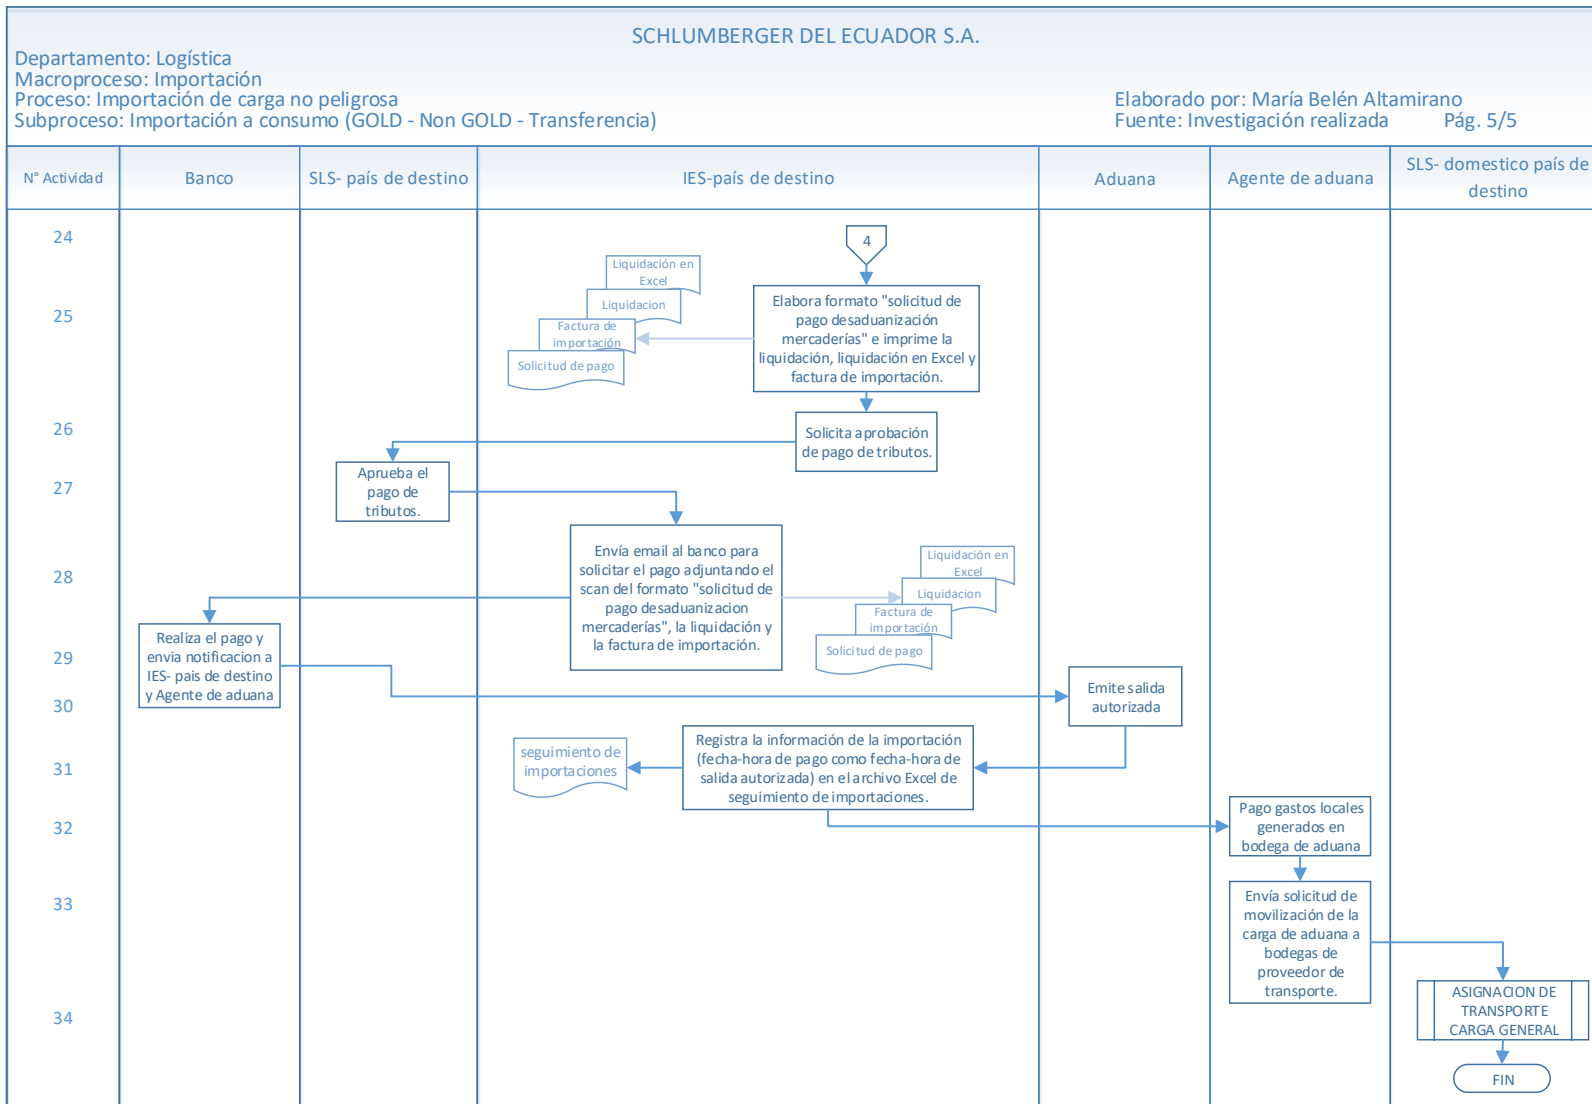 SCHLUMBERGER DEL ECUADOR S.A.
Departamento: Logística
Macroproceso: Importación
Proceso: Importación de carga no peligrosa
Subproceso: Importación a consumo (GOLD - Non GOLD - Transferencia)
Elaborado por: María Belén Altamirano
Fuente: Investigación realizada Pág. 5/5
N° Actividad
Banco
SLS- país de destino
IES-país de destino
Aduana
Agente de aduana
SLS- domestico país de
destino
24
4
Liquidación en
Excel
Liquidacion
Factura de
importación
Solicitud de pago
25
Elabora formato "solicitud de
pago desaduanización
mercaderías" e imprime la
liquidación, liquidación en Excel y
factura de importación.
26
Solicita aprobación
de pago de tributos.
27
Aprueba el
pago de
tributos.
28
Envía email al banco para
solicitar el pago adjuntando el
scan del formato "solicitud de
pago desaduanizacion
mercaderías", la liquidación y
la factura de importación.
Liquidación en
Excel
Liquidacion
Factura de
importación
Solicitud de pago
29
Realiza el pago y
envia notificacion a
IES- pais de destino
y Agente de aduana
30
Emite salida
autorizada
31
Registra la información de la importación
(fecha-hora de pago como fecha-hora de
salida autorizada) en el archivo Excel de
seguimiento de importaciones.
seguimiento de
importaciones
32
Pago gastos locales
generados en
bodega de aduana
33
Envía solicitud de
movilización de la
carga de aduana a
bodegas de
proveedor de
transporte.
34
ASIGNACION DE
TRANSPORTE
CARGA GENERAL
FIN